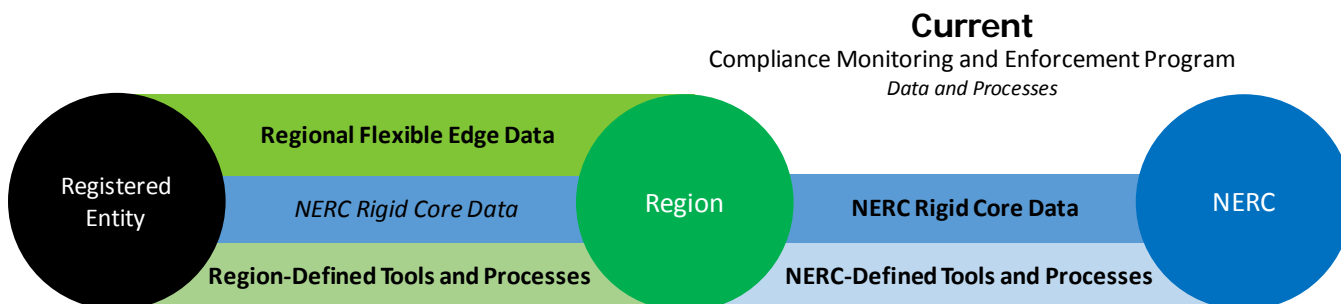 Current
Compliance Monitoring and Enforcement Program
Data and Processes
Regional Flexible Edge Data
Registered
Entity
NERC Rigid Core Data
Region
NERC Rigid Core Data
NERC
Region-Defined Tools and Processes
NERC-Defined Tools and Processes